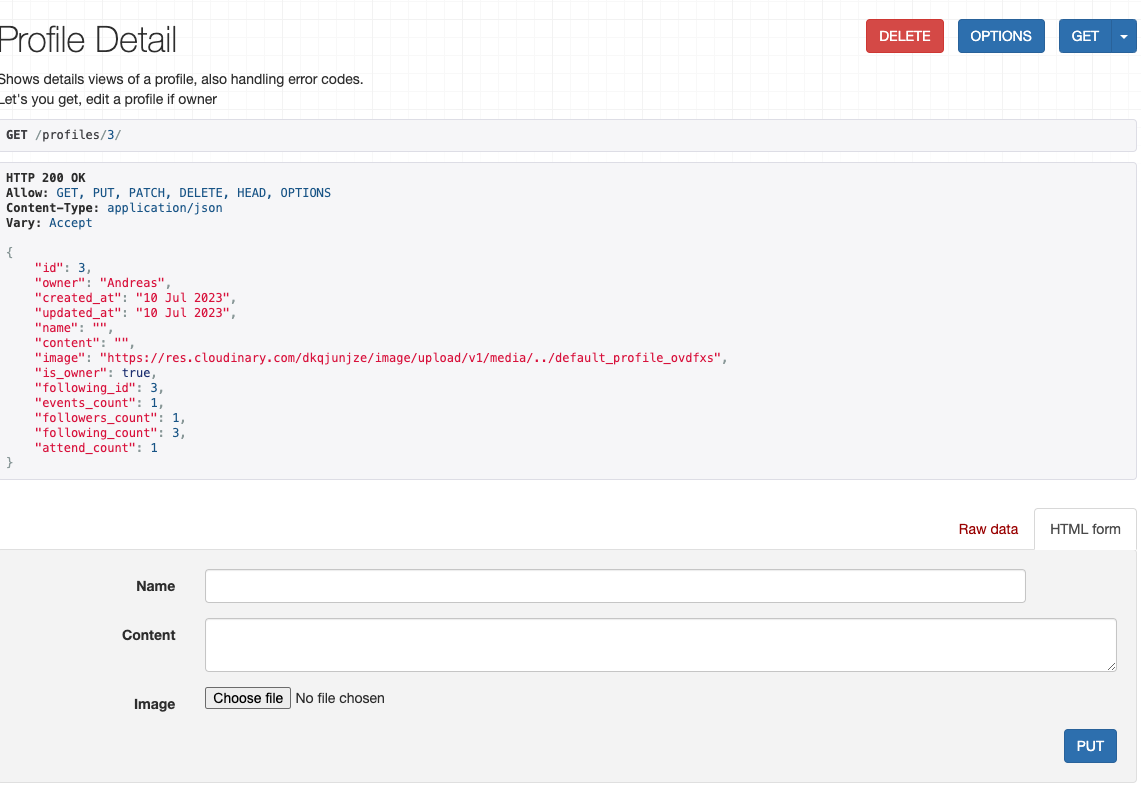 Profile Detail
DELETE OPTIONS GET
Shows details views of a profile, also handling error codes.
Let's you get, edit a profile if owner
GET /profiles/3/
HTTP 200 OK
Allow: GET, PUT, PATCH, DELETE, HEAD, OPTIONS
Content-Type: application/json
Vary: Accept
{
    "id": 3,
    "owner": "Andreas",
    "created_at": "10 Jul 2023",
    "updated_at": "10 Jul 2023",
    "name": "",
    "content": "",
    "image": "https://res.cloudinary.com/dkqjunjze/image/upload/v1/media/../default_profile_ovdfxs",
    "is_owner": true,
    "following_id": 3,
    "events_count": 1,
    "followers_count": 1,
    "following_count": 3,
    "attend_count": 1
}
Raw data HTML form
Name
Content
Image Choose file No file chosen
PUT